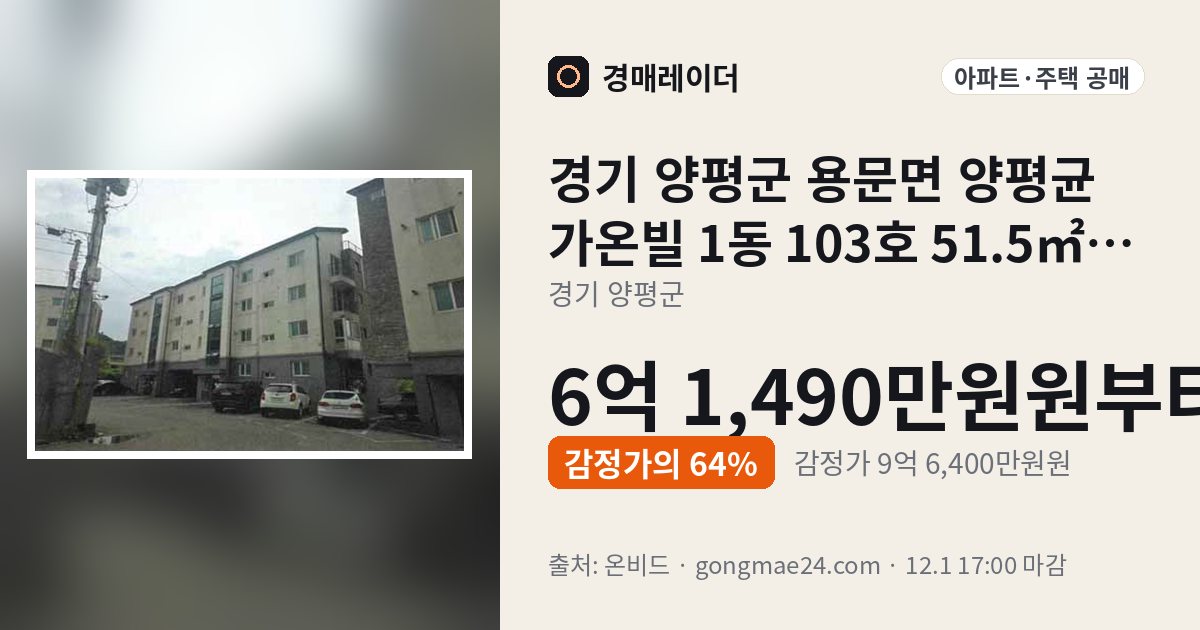 경매레이더
아파트·주택 공매
경기 양평군 용문면 양평균
가온빌 1동 103호 51.5㎡…
경기 양평군
6억 1,490만원원부터
감정가의 64%
감정가 9억 6,400만원원
출처: 온비드 · gongmae24.com · 12.1 17:00 마감